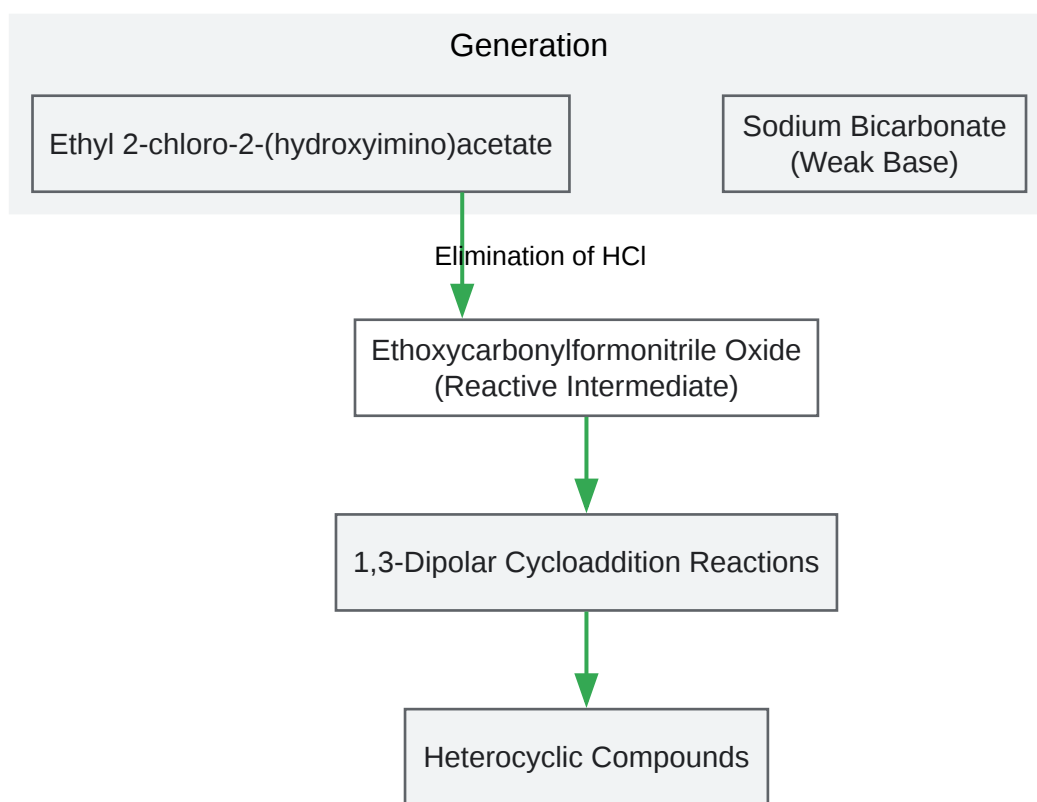 Generation
Ethyl 2-chloro-2-(hydroxyimino)acetate
Sodium Bicarbonate
(Weak Base)
Elimination of HCl
Ethoxycarbonylformonitrile Oxide
(Reactive Intermediate)
1,3-Dipolar Cycloaddition Reactions
Heterocyclic Compounds